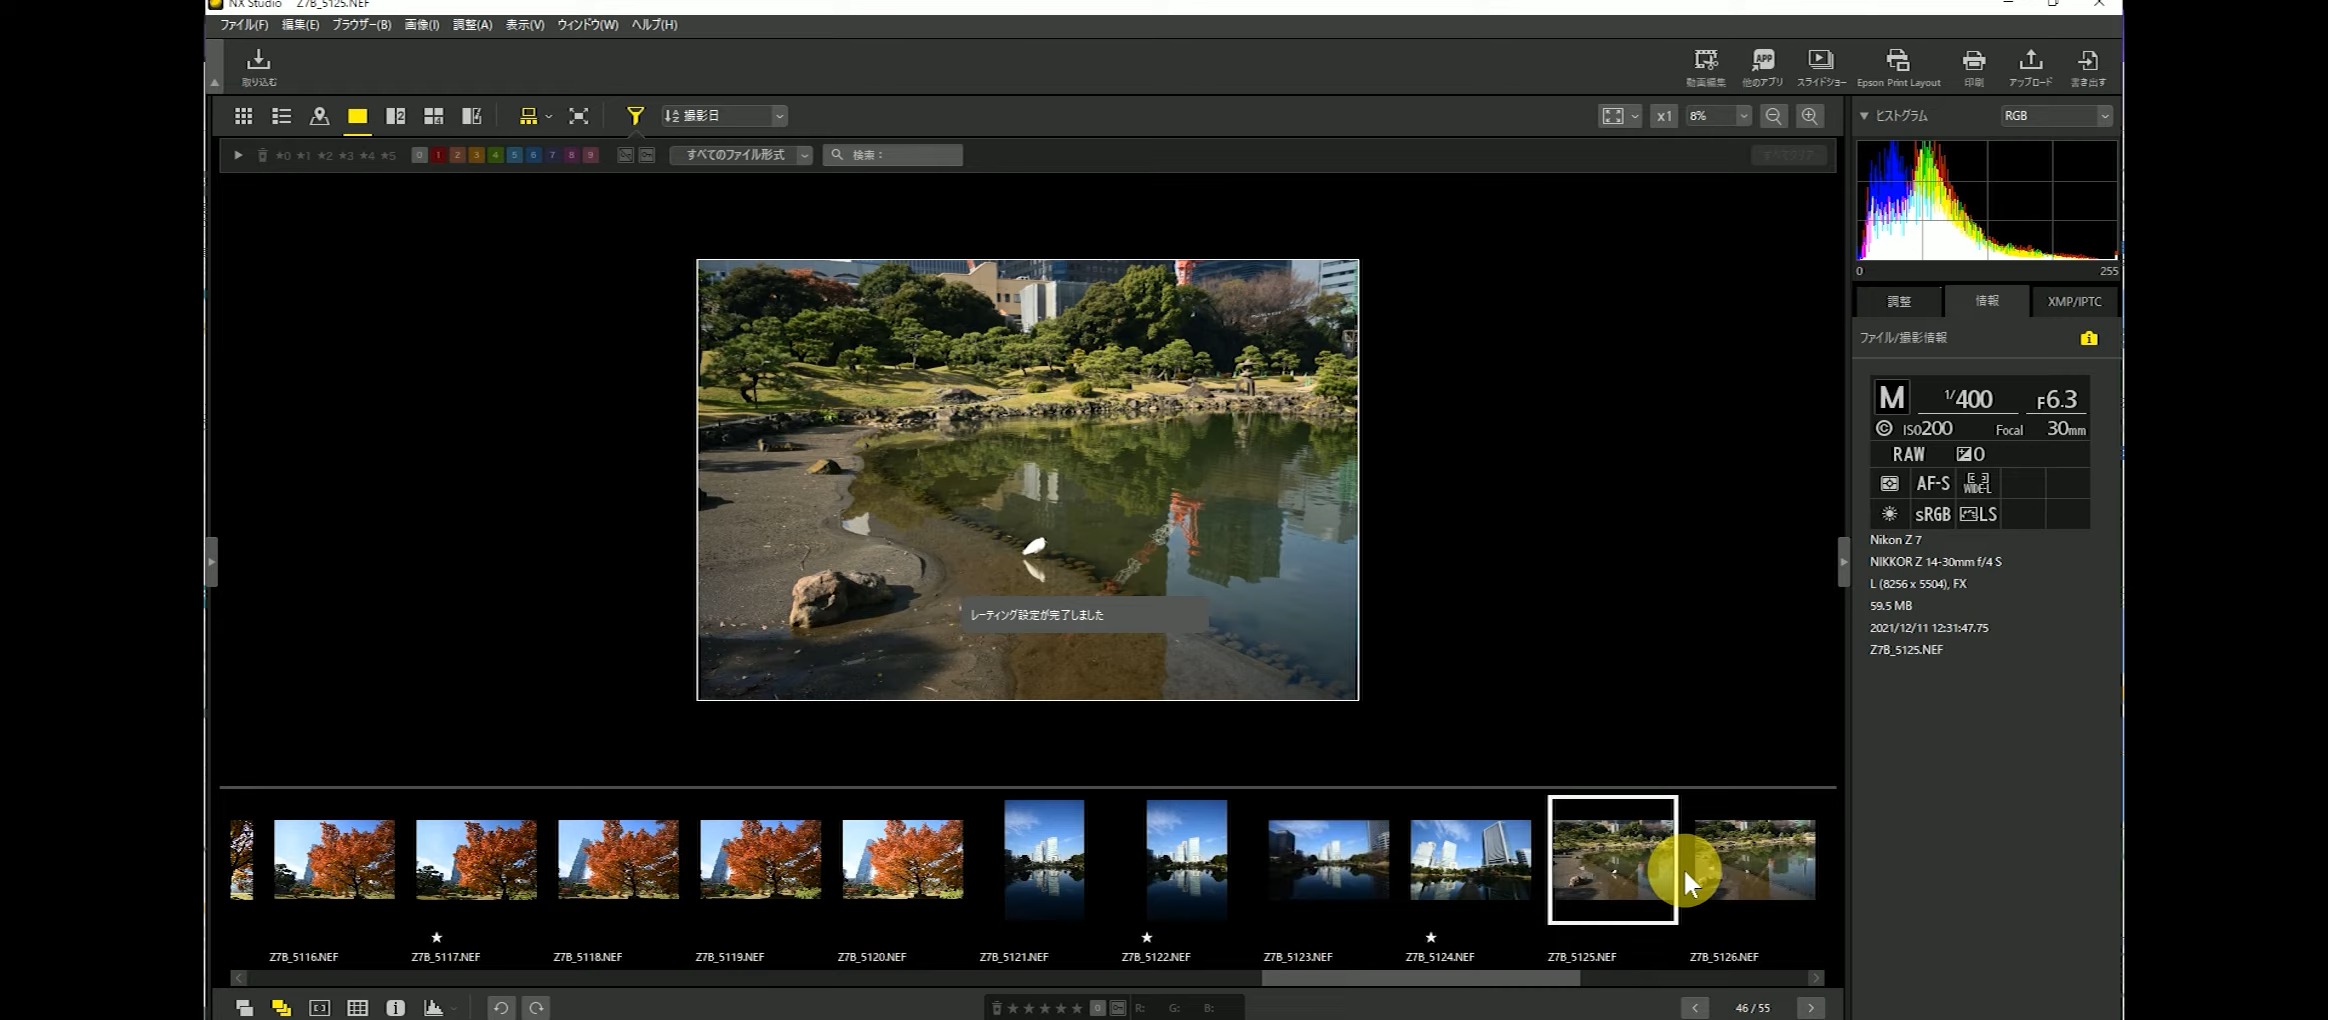 NX Studio Z7B_5125.NEF
ファイル(F) 編集(E) ブラウザー(B) 画像(I) 調整(A) 表示(V) ウィンドウ(W) ヘルプ(H)
取り込む 動画編集 他のアプリ スライドショー Epson Print Layout 印刷 アップロード 書き出す
撮影日 x1 8%
★0 ★1 ★2 ★3 ★4 ★5 0 1 2 3 4 5 6 7 8 9 すべてのファイル形式 検索: すべてクリア
ヒストグラム RGB
0 255
調整 情報 XMP/IPTC
ファイル/撮影情報
M 1/400 F6.3
© ISO200 Focal 30mm
RAW 0
AF-S WIDE-L
sRGB LS
Nikon Z 7
NIKKOR Z 14-30mm f/4 S
L (8256 x 5504), FX
59.5 MB
2021/12/11 12:31:47.75
Z7B_5125.NEF
レーティング設定が完了しました
★ ★ ★
Z7B_5116.NEF Z7B_5117.NEF Z7B_5118.NEF Z7B_5119.NEF Z7B_5120.NEF Z7B_5121.NEF Z7B_5122.NEF Z7B_5123.NEF Z7B_5124.NEF Z7B_5125.NEF Z7B_5126.NEF
★★★★★ 0 R: G: B: 46 / 55